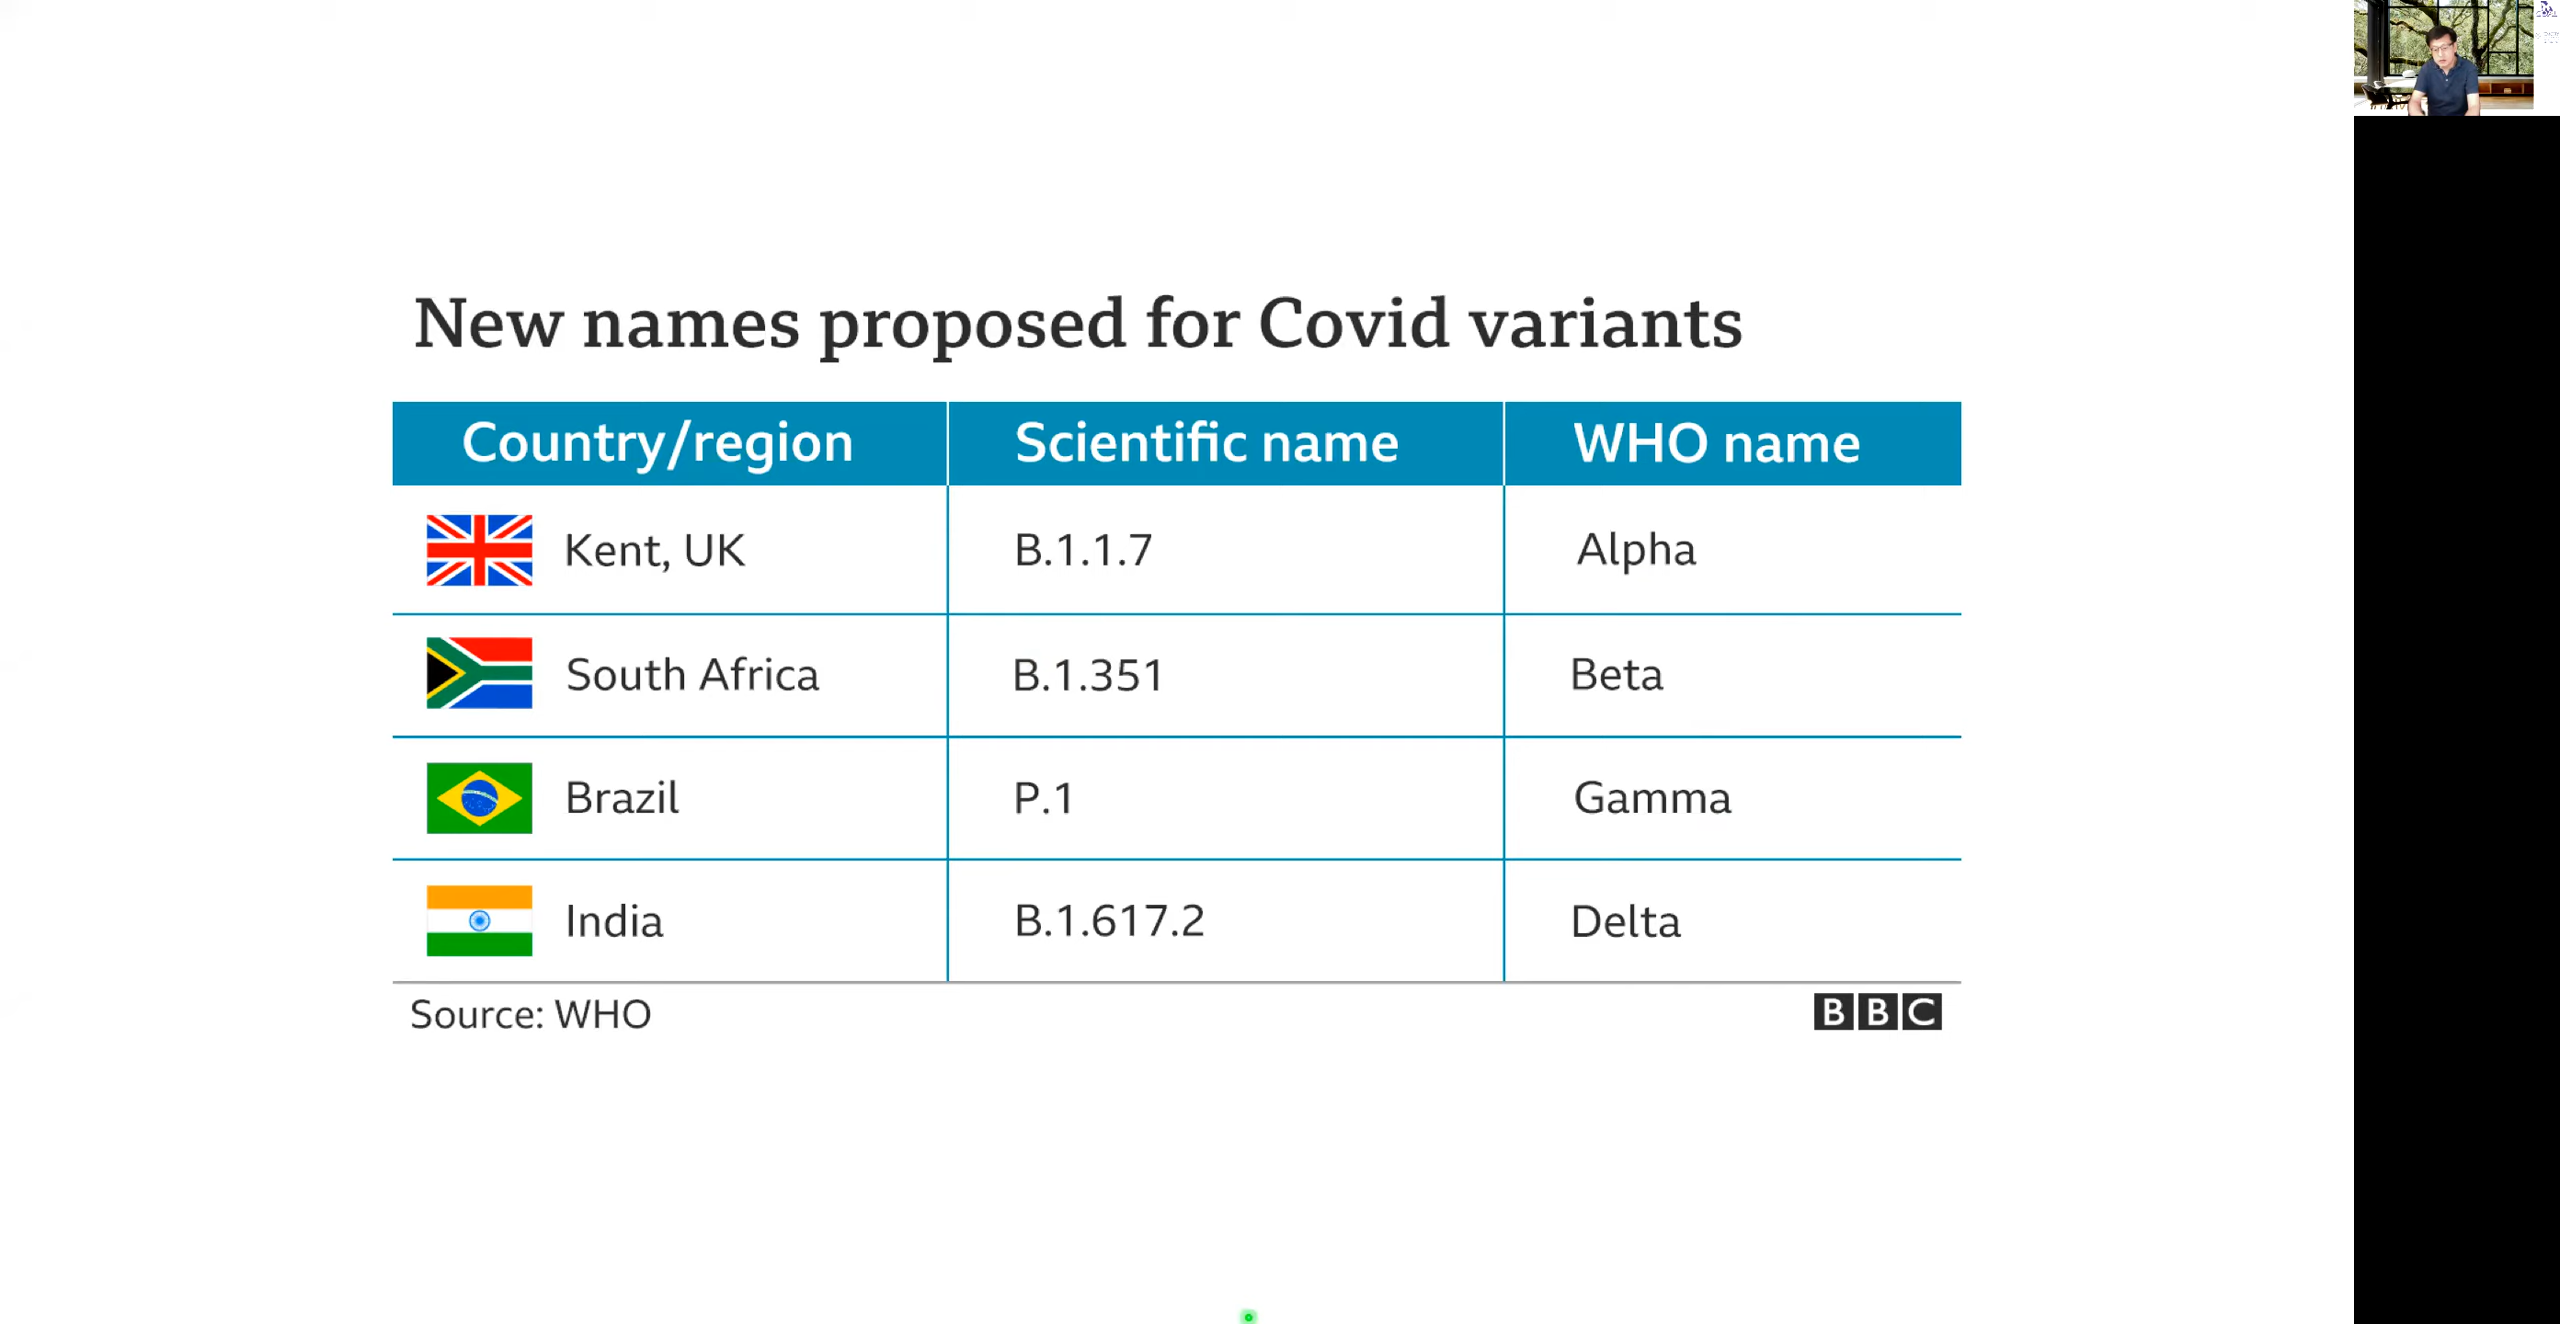 New names proposed for Covid variants
Country/region Scientific name WHO name
Kent, UK B.1.1.7 Alpha
South Africa B.1.351 Beta
Brazil P.1 Gamma
India B.1.617.2 Delta
Source: WHO BBC